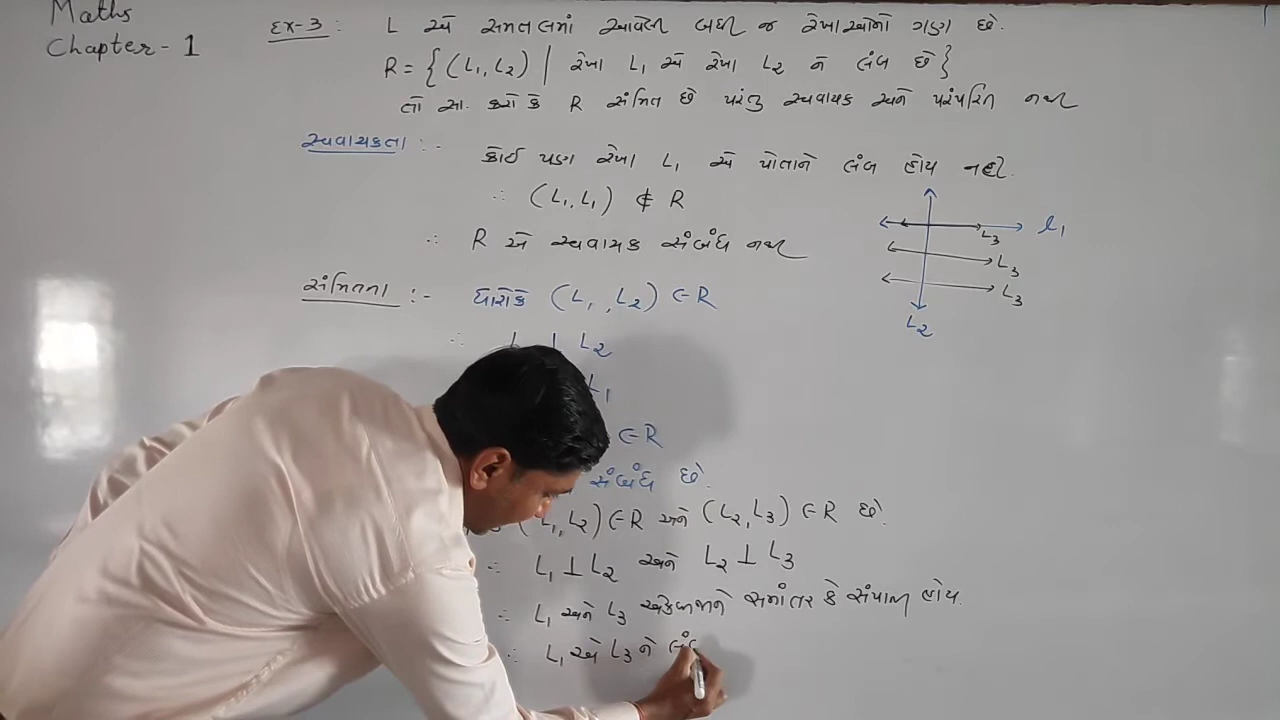 Maths
Chapter - 1
Ex-3 : L એ સમતલમાં આવેલી બધી જ રેખાઓનો ગણ છે.
R = { (L₁, L₂) | રેખા L₁ એ રેખા L₂ ને લંબ છે }
તો સા. કરો કે R સંમિત છે પરંતુ સ્વવાચક અને પરંપરિત નથી
સ્વવાચકતા :- કોઈ પણ રેખા L₁ એ પોતાને લંબ હોય નહી.
∴ (L₁, L₁) ∉ R
∴ R એ સ્વવાચક સંબંધ નથી
l₁
L₃
L₃
L₃
L₂
સંમિતતા :- ધારોકે (L₁, L₂) ∈ R
∴ L ⊥ L₂
L₁
∈ R
સંબંધ છે.
(L₁, L₂) ∈ R અને (L₂, L₃) ∈ R છે.
∴ L₁ ⊥ L₂ અને L₂ ⊥ L₃
∴ L₁ અને L₃ એકબીજાને સમાંતર કે સંપાતી હોય.
∴ L₁ એ L₃ ને લંબ